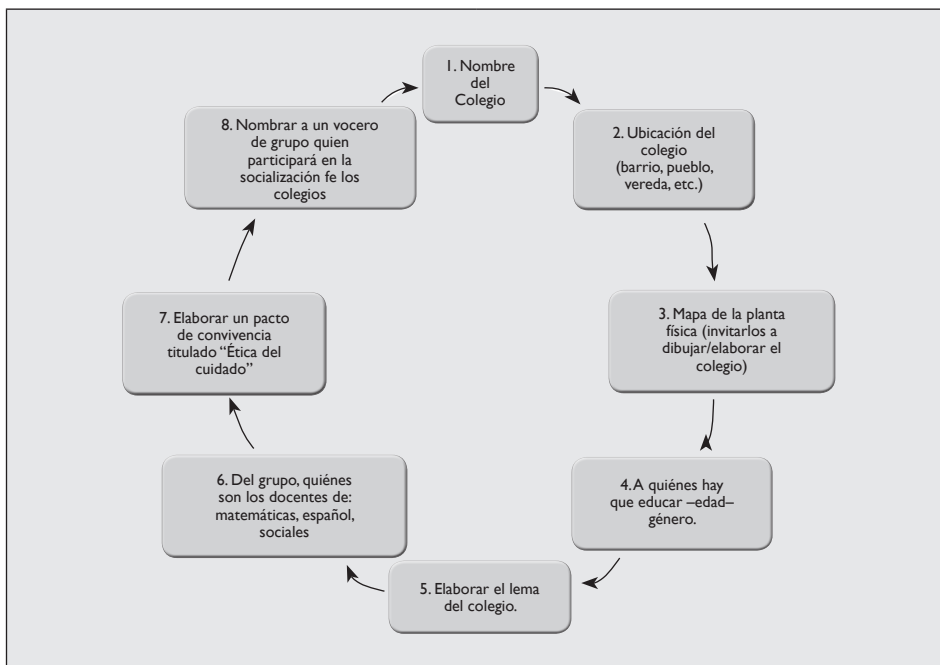 1. Nombre
del
Colegio
2. Ubicación del
colegio
(barrio, pueblo,
vereda, etc.)
3. Mapa de la planta
física (invitarlos a
dibujar/elaborar el
colegio)
4. A quiénes hay
que educar –edad–
género.
5. Elaborar el lema
del colegio.
6. Del grupo, quiénes
son los docentes de:
matemáticas, español,
sociales
7. Elaborar un pacto
de convivencia
titulado “Ética del
cuidado”
8. Nombrar a un vocero
de grupo quien
participará en la
socialización fe los
colegios